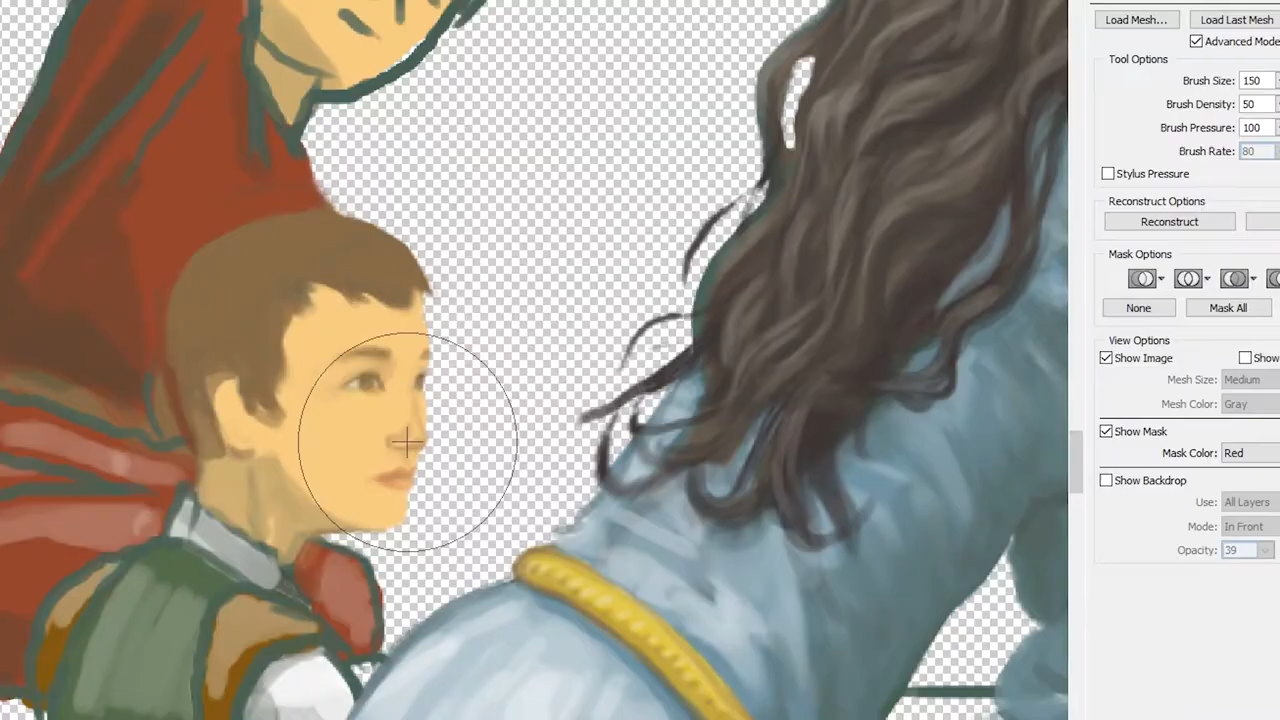 Load Mesh... Load Last Mesh
Advanced Mode
Tool Options
Brush Size: 150
Brush Density: 50
Brush Pressure: 100
Brush Rate: 80
Stylus Pressure
Reconstruct Options
Reconstruct
Mask Options
None Mask All
View Options
Show Image Show
Mesh Size: Medium
Mesh Color: Gray
Show Mask
Mask Color: Red
Show Backdrop
Use: All Layers
Mode: In Front
Opacity: 39